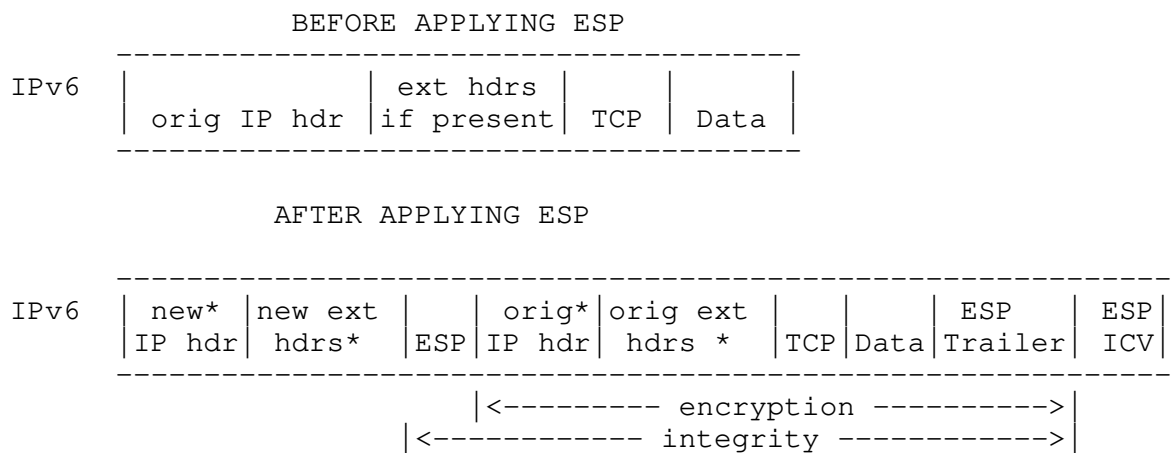 BEFORE APPLYING ESP
---------------------------------------
IPv6 | | ext hdrs | | |
| orig IP hdr |if present| TCP | Data |
---------------------------------------
AFTER APPLYING ESP
------------------------------------------------------------
IPv6 | new* |new ext | | orig*|orig ext | | | ESP | ESP|
|IP hdr| hdrs* |ESP|IP hdr| hdrs * |TCP|Data|Trailer| ICV|
------------------------------------------------------------
|<--------- encryption ---------->|
|<------------ integrity ------------>|